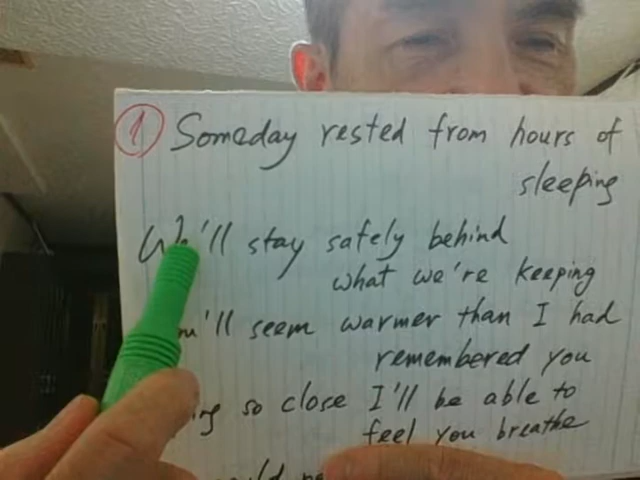 1 Someday rested from hours of
sleeping
We'll stay safely behind
what we're keeping
'll seem warmer than I had
remembered you
so close I'll be able to
feel you breathe